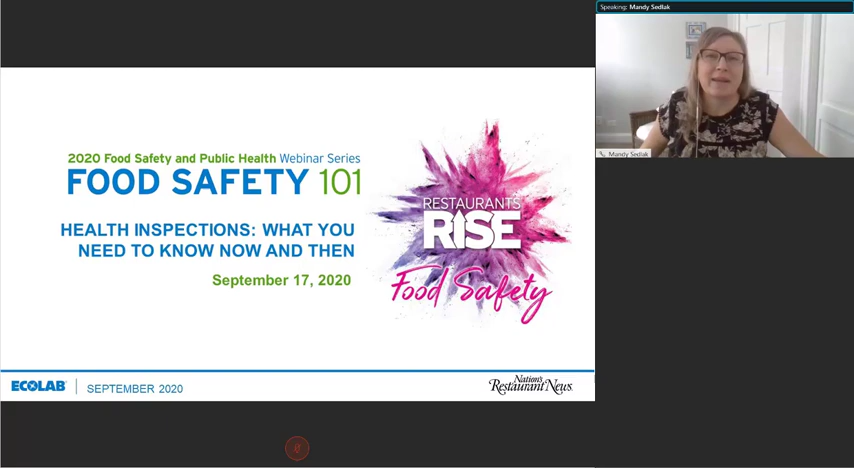 Speaking: Mandy Sedlak
2020 Food Safety and Public Health Webinar Series
FOOD SAFETY 101
HEALTH INSPECTIONS: WHAT YOU
NEED TO KNOW NOW AND THEN
September 17, 2020
RESTAURANTS
RISE
Food Safety
Mandy Sedlak
ECOLAB
SEPTEMBER 2020
Nation's
Restaurant News